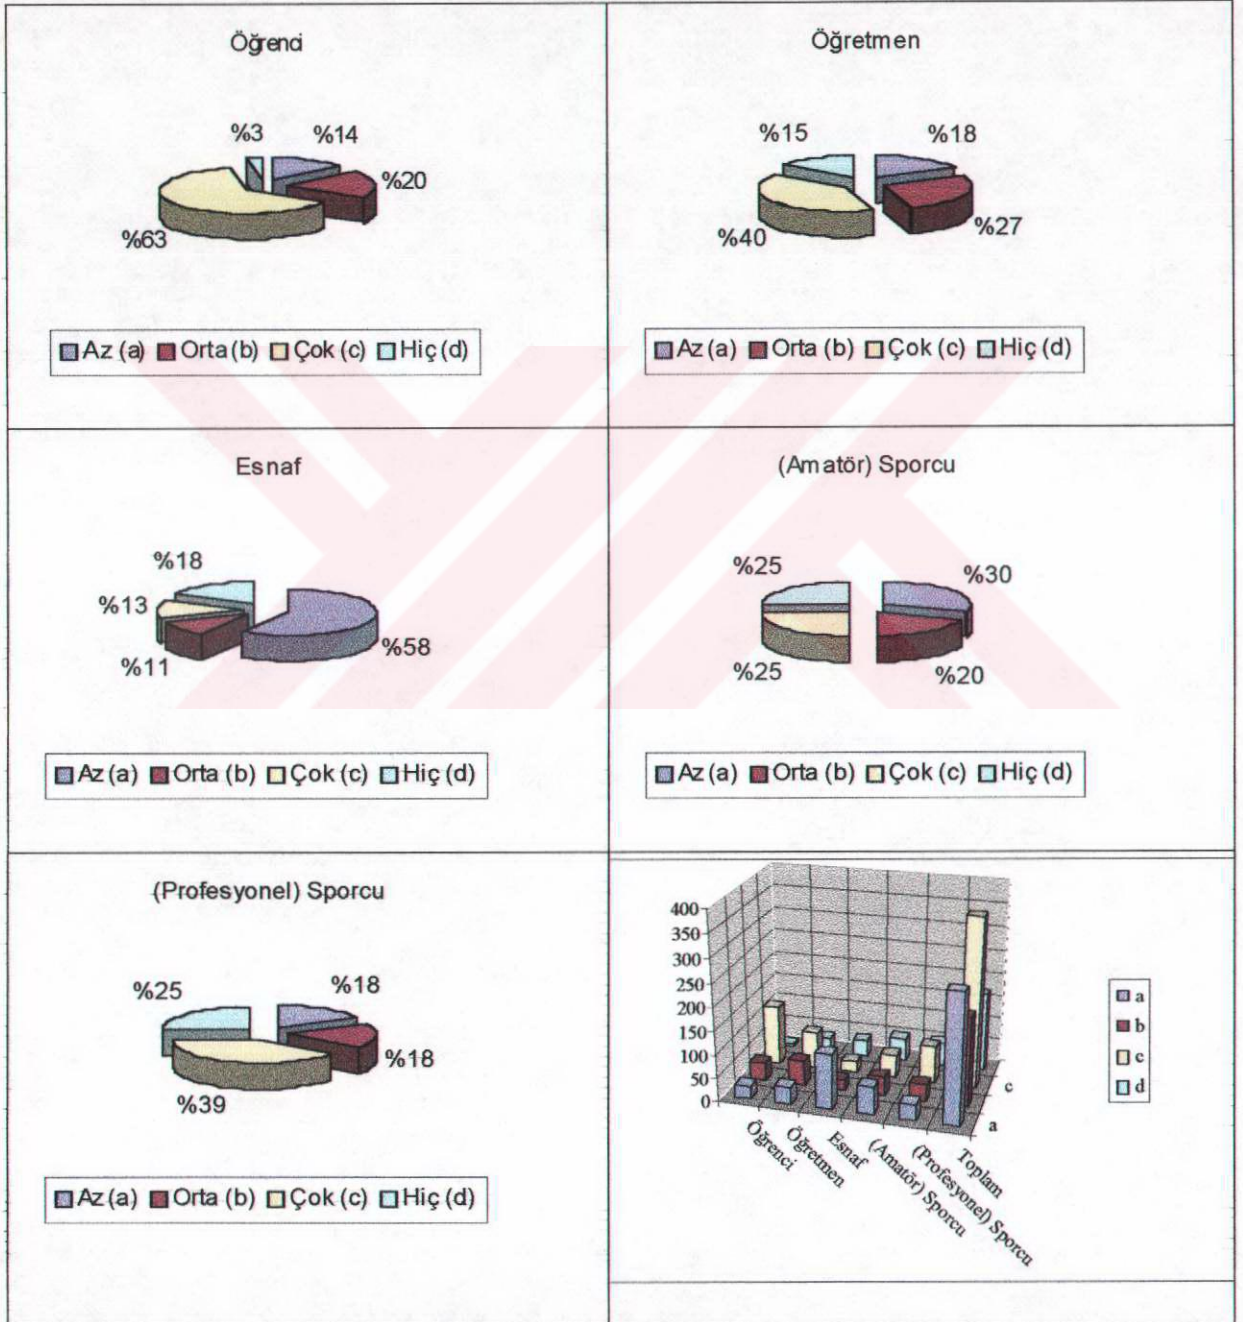 Öğrenci
%3 %14
%20
%63
Az (a) Orta (b) Çok (c) Hiç (d)
Öğretmen
%15 %18
%40 %27
Az (a) Orta (b) Çok (c) Hiç (d)
Esnaf
%18
%13
%58
%11
Az (a) Orta (b) Çok (c) Hiç (d)
(Amatör) Sporcu
%25 %30
%25 %20
Az (a) Orta (b) Çok (c) Hiç (d)
(Profesyonel) Sporcu
%25 %18
%18
%39
Az (a) Orta (b) Çok (c) Hiç (d)
400
350
300
250
200
150
100
50
0
Öğrenci
Öğretmen
Esnaf
(Amatör) Sporcu
(Profesyonel) Sporcu
Toplam
c
a
a
b
c
d